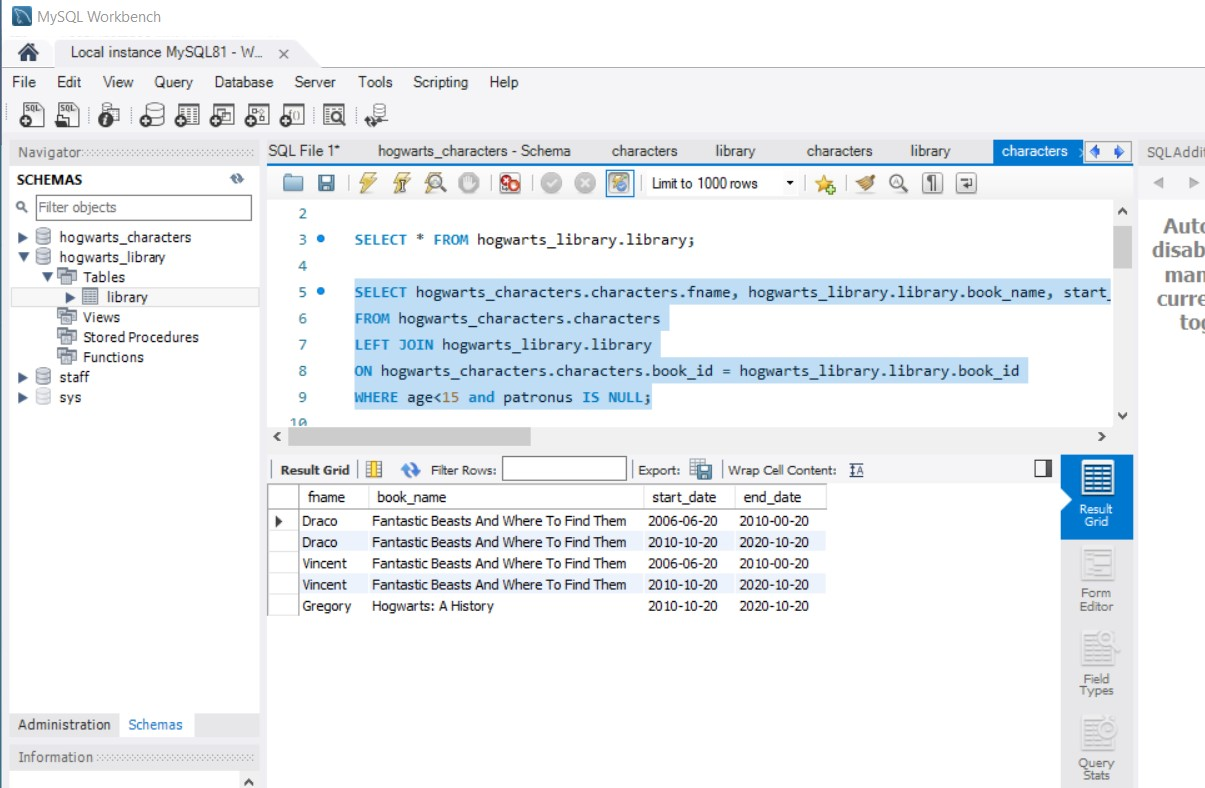 MySQL Workbench
Local instance MySQL81 - W... ×
File Edit View Query Database Server Tools Scripting Help
Navigator
SCHEMAS
Filter objects
hogwarts_characters
hogwarts_library
Tables
library
Views
Stored Procedures
Functions
staff
sys
Administration Schemas
Information
SQL File 1* hogwarts_characters - Schema characters library characters library characters
Limit to 1000 rows
2
3 SELECT * FROM hogwarts_library.library;
4
5 SELECT hogwarts_characters.characters.fname, hogwarts_library.library.book_name, start_
6 FROM hogwarts_characters.characters
7 LEFT JOIN hogwarts_library.library
8 ON hogwarts_characters.characters.book_id = hogwarts_library.library.book_id
9 WHERE age<15 and patronus IS NULL;
10
Result Grid Filter Rows: Export: Wrap Cell Content: IA
fname book_name start_date end_date
Draco Fantastic Beasts And Where To Find Them 2006-06-20 2010-00-20
Draco Fantastic Beasts And Where To Find Them 2010-10-20 2020-10-20
Vincent Fantastic Beasts And Where To Find Them 2006-06-20 2010-00-20
Vincent Fantastic Beasts And Where To Find Them 2010-10-20 2020-10-20
Gregory Hogwarts: A History 2010-10-20 2020-10-20
Result
Grid
Form
Editor
Field
Types
Query
Stats
SQLAddit
Auto
disab
man
curre
tog